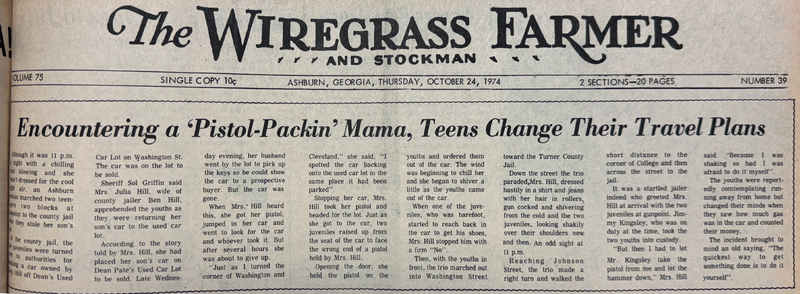 The WIREGRASS FARMER
AND STOCKMAN
VOLUME 75 SINGLE COPY 10¢ ASHBURN, GEORGIA, THURSDAY, OCTOBER 24, 1974 2 SECTIONS—20 PAGES NUMBER 39
Encountering a 'Pistol-Packin' Mama, Teens Change Their Travel Plans
Although it was 11 p.m.
night with a chilling
blowing and she
dressed for the cool
air, an Ashburn
marched two teen-
two blocks at
to the county jail
they stole her son's
the county jail, the
juveniles were turned
to authorities for
a car owned by
Hill off Dean's Used
Car Lot on Washington St.
The car was on the lot to
be sold.
Sheriff Sol Griffin said
Mrs. Julia Hill, wife of
county jailer Ben Hill,
apprehended the youths as
they were returning her
son's car to the used car
lot.
According to the story
told by Mrs. Hill, she had
placed her son's car on
Dean Pate's Used Car Lot
to be sold. Late Wednes-
day evening, her husband
went by the lot to pick up
the keys so he could show
the car to a prospective
buyer. But the car was
gone.
When Mrs. Hill heard
this, she got her pistol,
jumped in her car and
went to look for the car
and whoever took it. But
after several hours she
was about to give up.
"Just as I turned the
corner of Washington and
Cleveland," she said, "I
spotted the car backing
onto the used car lot in the
same place it had been
parked"
Stopping her car, Mrs.
Hill took her pistol and
headed for the lot. Just as
she got to the car, two
juveniles raised up from
the seat of the car to face
the wrong end of a pistol
held by Mrs. Hill.
Opening the door, she
held the pistol on the
youths and ordered them
out of the car. The wind
was beginning to chill her
and she began to shiver a
little as the youths came
out of the car.
When one of the juve-
niles, who was barefoot,
started to reach back in
the car to get his shoes,
Mrs. Hill stopped him with
a firm "No".
Then, with the youths in
front, the trio marched out
into Washington Street
toward the Turner County
Jail.
Down the street the trio
paraded, Mrs. Hill, dressed
hastily in a shirt and jeans
with her hair in rollers,
gun cocked and shivering
from the cold and the two
juveniles, looking shakily
over their shoulders now
and then. An odd sight at
11 p.m.
Reaching Johnson
Street, the trio made a
right turn and walked the
short distance to the
corner of College and then
across the street to the
jail.
It was a startled jailer
indeed who greeted Mrs.
Hill at arrival with the two
juveniles at gunpoint. Jim-
my Kingsley, who was on
duty at the time, took the
two youths into custody.
"But then I had to let
Mr. Kingsley take the
pistol from me and let the
hammer down," Mrs. Hill
said. "Because I was
shaking so bad I was
afraid to do it myself"
The youths were report-
edly comtemplating run-
ning away from home but
changed their minds when
they saw how much gas
was in the car and counted
their money.
The incident brought to
mind an old saying, "The
quickest way to get
something done is to do it
yourself".